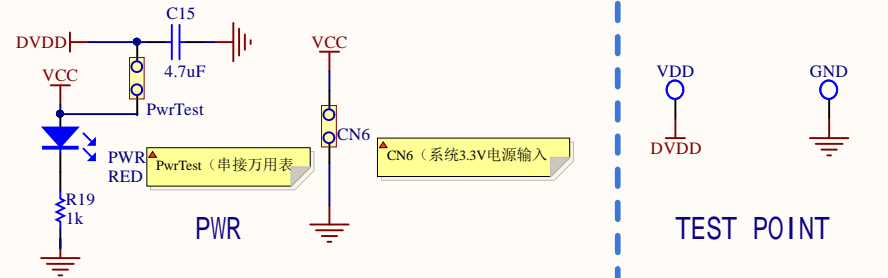 C15
DVDD
4.7uF
VCC
PwrTest
PWR
RED
PwrTest（串接万用表
R19
1k
PWR
VCC
CN6
CN6（系统3.3V电源输入
VDD
DVDD
GND
TEST POINT